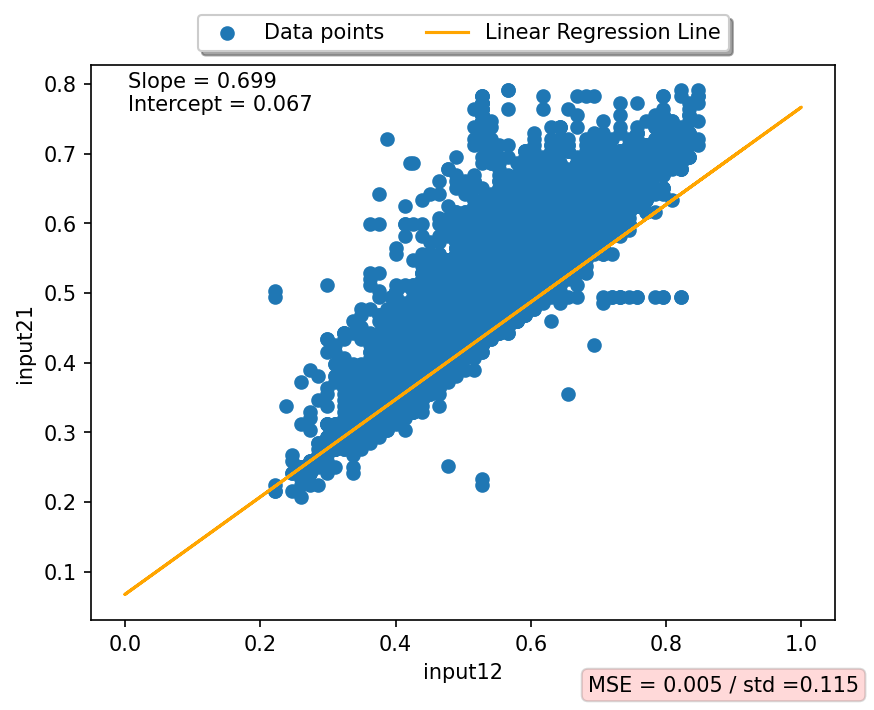 Data points
Linear Regression Line
Slope = 0.699
Intercept = 0.067
0.8
0.7
0.6
0.5
0.4
0.3
0.2
0.1
input21
0.0
0.2
0.4
0.6
0.8
1.0
input12
MSE = 0.005 / std =0.115